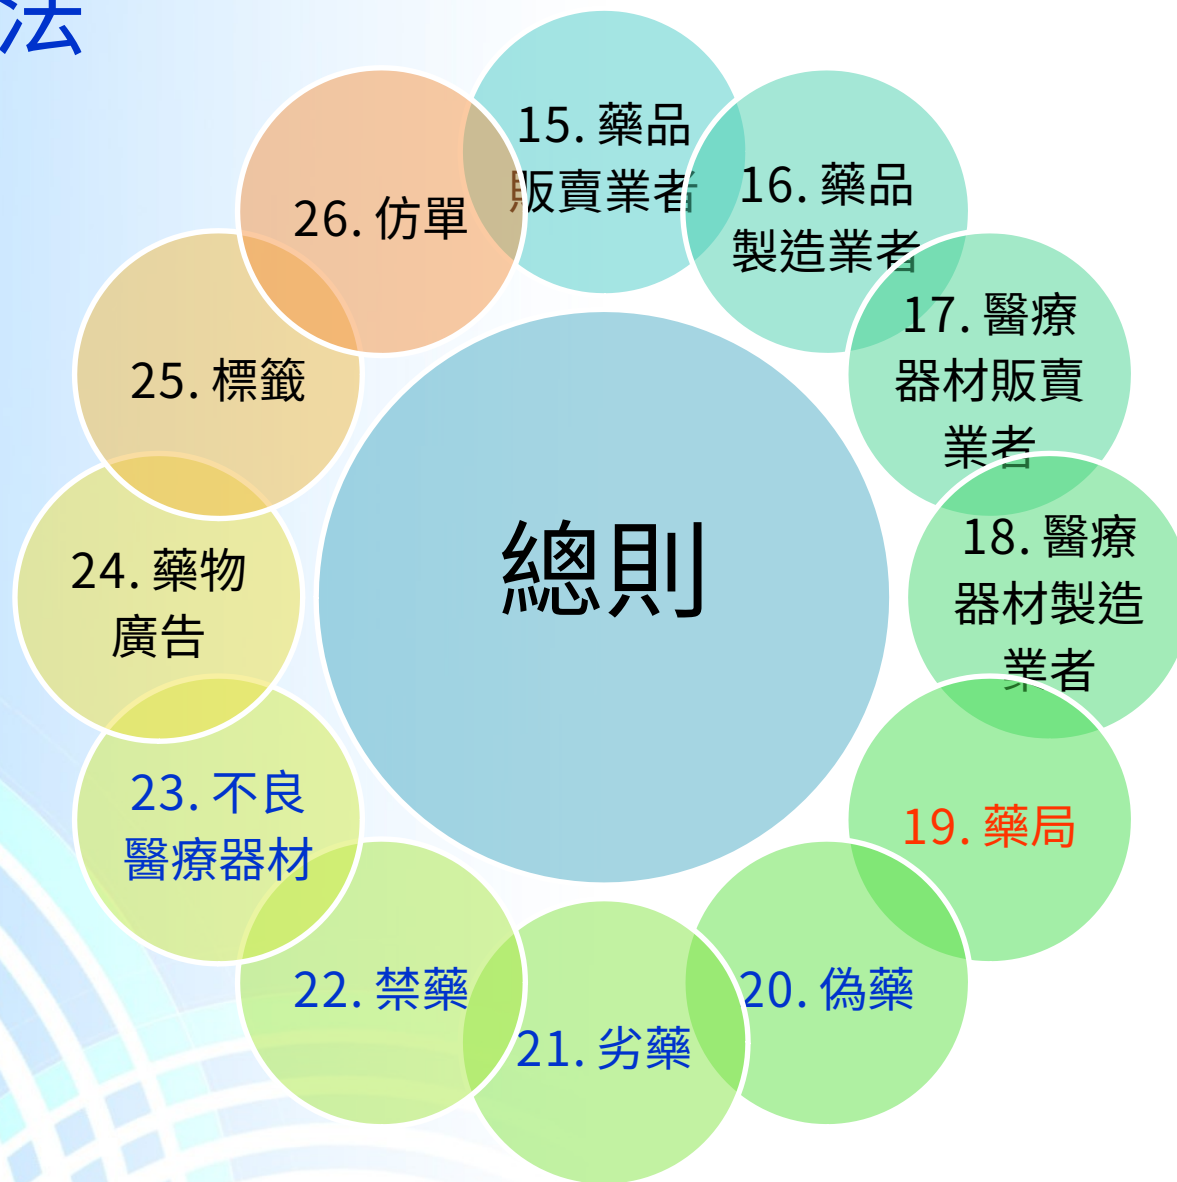 法
15. 藥品
販賣業者
16. 藥品
製造業者
17. 醫療
器材販賣
業者
18. 醫療
器材製造
業者
19. 藥局
20. 偽藥
21. 劣藥
22. 禁藥
23. 不良
醫療器材
24. 藥物
廣告
25. 標籤
26. 仿單
總則